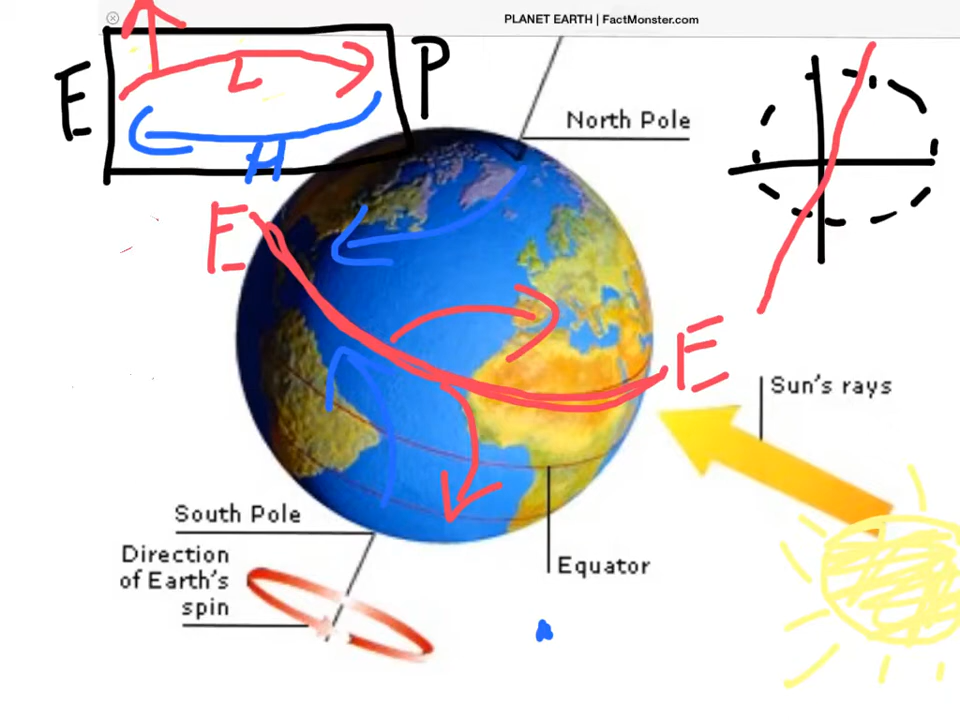 PLANET EARTH | FactMonster.com
E
L
P
H
North Pole
E
E
Sun's rays
South Pole
Direction
of Earth's
spin
Equator